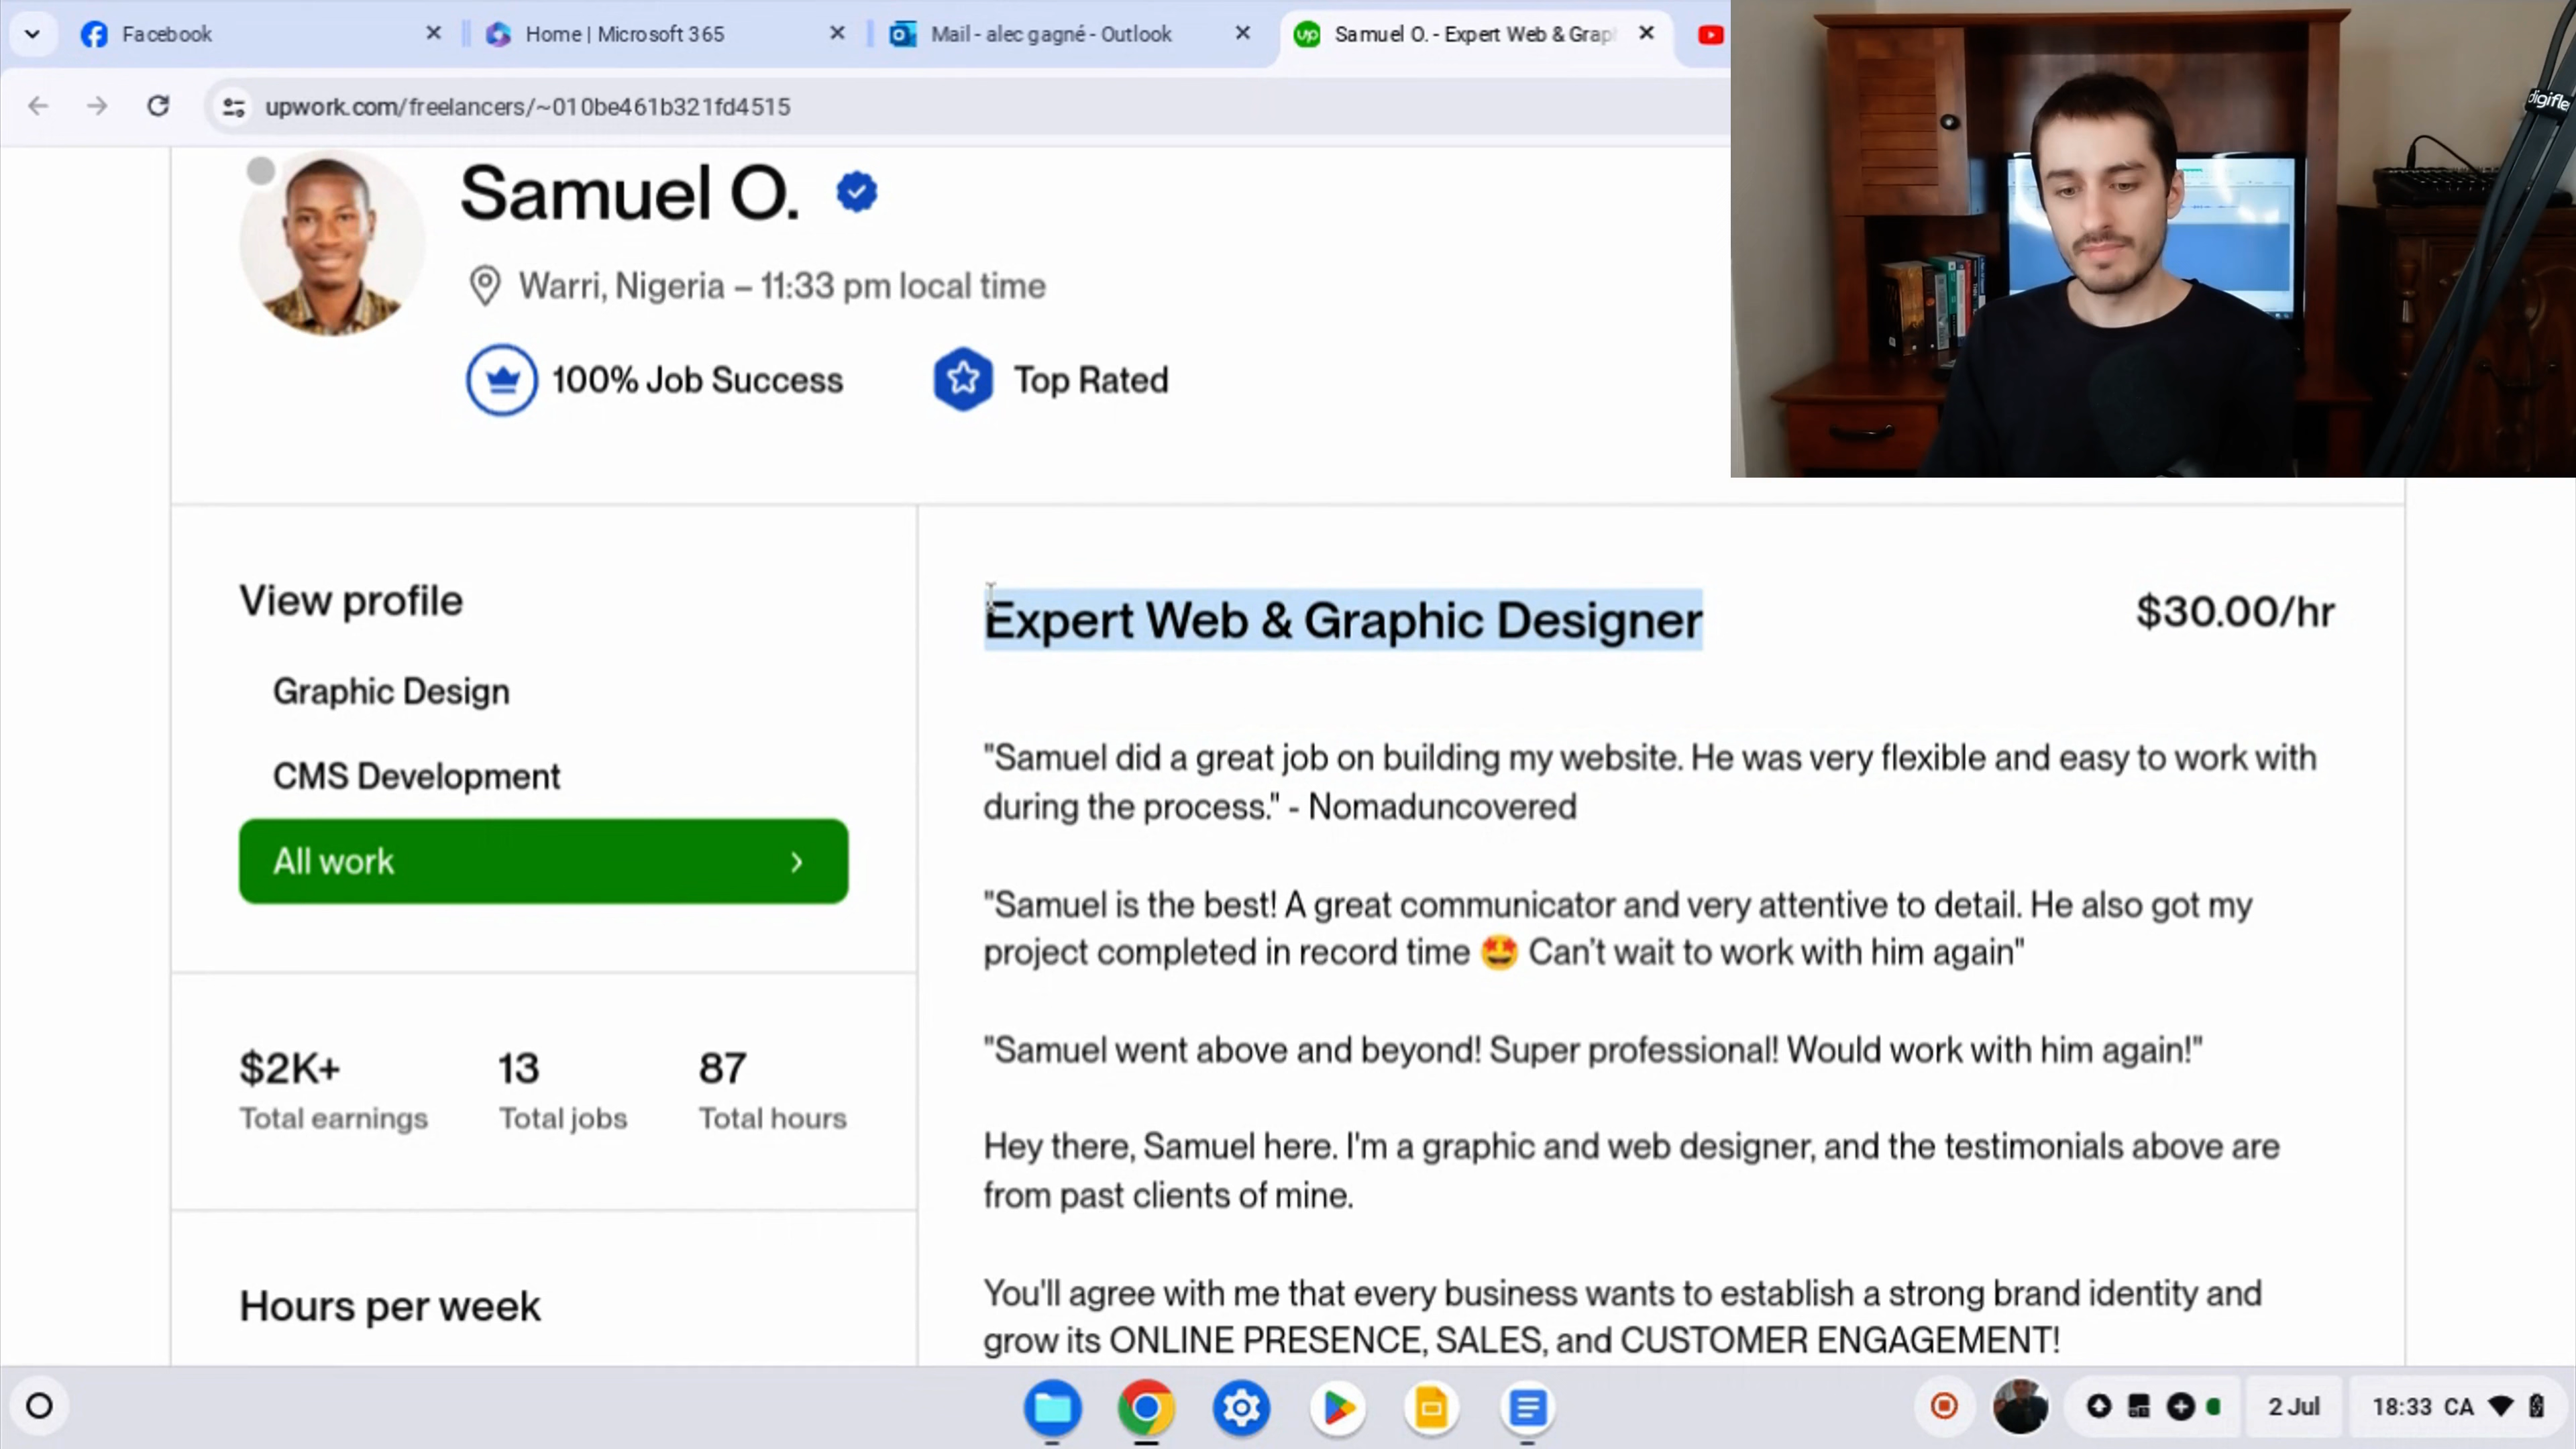 Facebook
Home | Microsoft 365
Mail - alec gagné - Outlook
up
Samuel O. - Expert Web & Grap
upwork.com/freelancers/~010be461b321fd4515
digifle
Samuel O.
Warri, Nigeria – 11:33 pm local time
100% Job Success
Top Rated
View profile
Graphic Design
CMS Development
All work
$2K+
13
87
Total earnings
Total jobs
Total hours
Hours per week
Expert Web & Graphic Designer
$30.00/hr
"Samuel did a great job on building my website. He was very flexible and easy to work with
during the process." - Nomaduncovered
"Samuel is the best! A great communicator and very attentive to detail. He also got my
project completed in record time 🤩 Can't wait to work with him again"
"Samuel went above and beyond! Super professional! Would work with him again!"
Hey there, Samuel here. I'm a graphic and web designer, and the testimonials above are
from past clients of mine.
You'll agree with me that every business wants to establish a strong brand identity and
grow its ONLINE PRESENCE, SALES, and CUSTOMER ENGAGEMENT!
2 Jul
18:33 CA